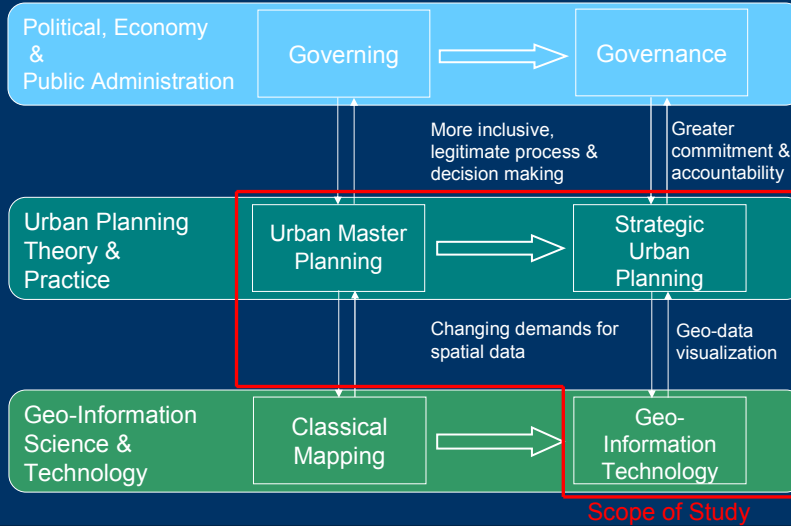 Political, Economy
&
Public Administration
Governing
Governance
More inclusive,
legitimate process &
decision making
Greater
commitment &
accountability
Urban Planning
Theory &
Practice
Urban Master
Planning
Strategic
Urban
Planning
Changing demands for
spatial data
Geo-data
visualization
Geo-Information
Science &
Technology
Classical
Mapping
Geo-
Information
Technology
Scope of Study